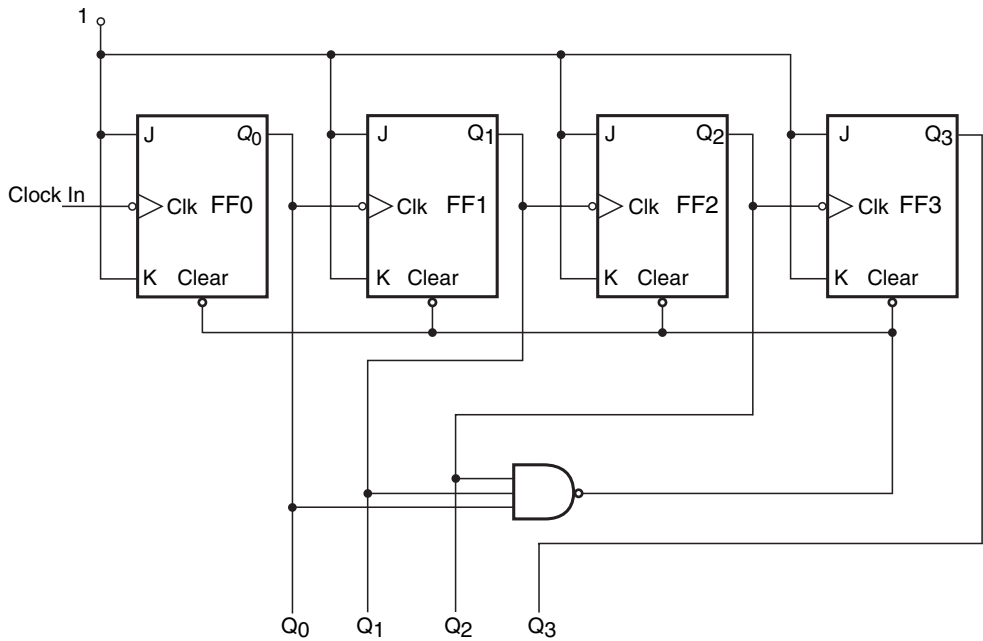 1
J Q0 J Q1 J Q2 J Q3
Clock In Clk FF0 Clk FF1 Clk FF2 Clk FF3
K Clear K Clear K Clear K Clear
Q0 Q1 Q2 Q3